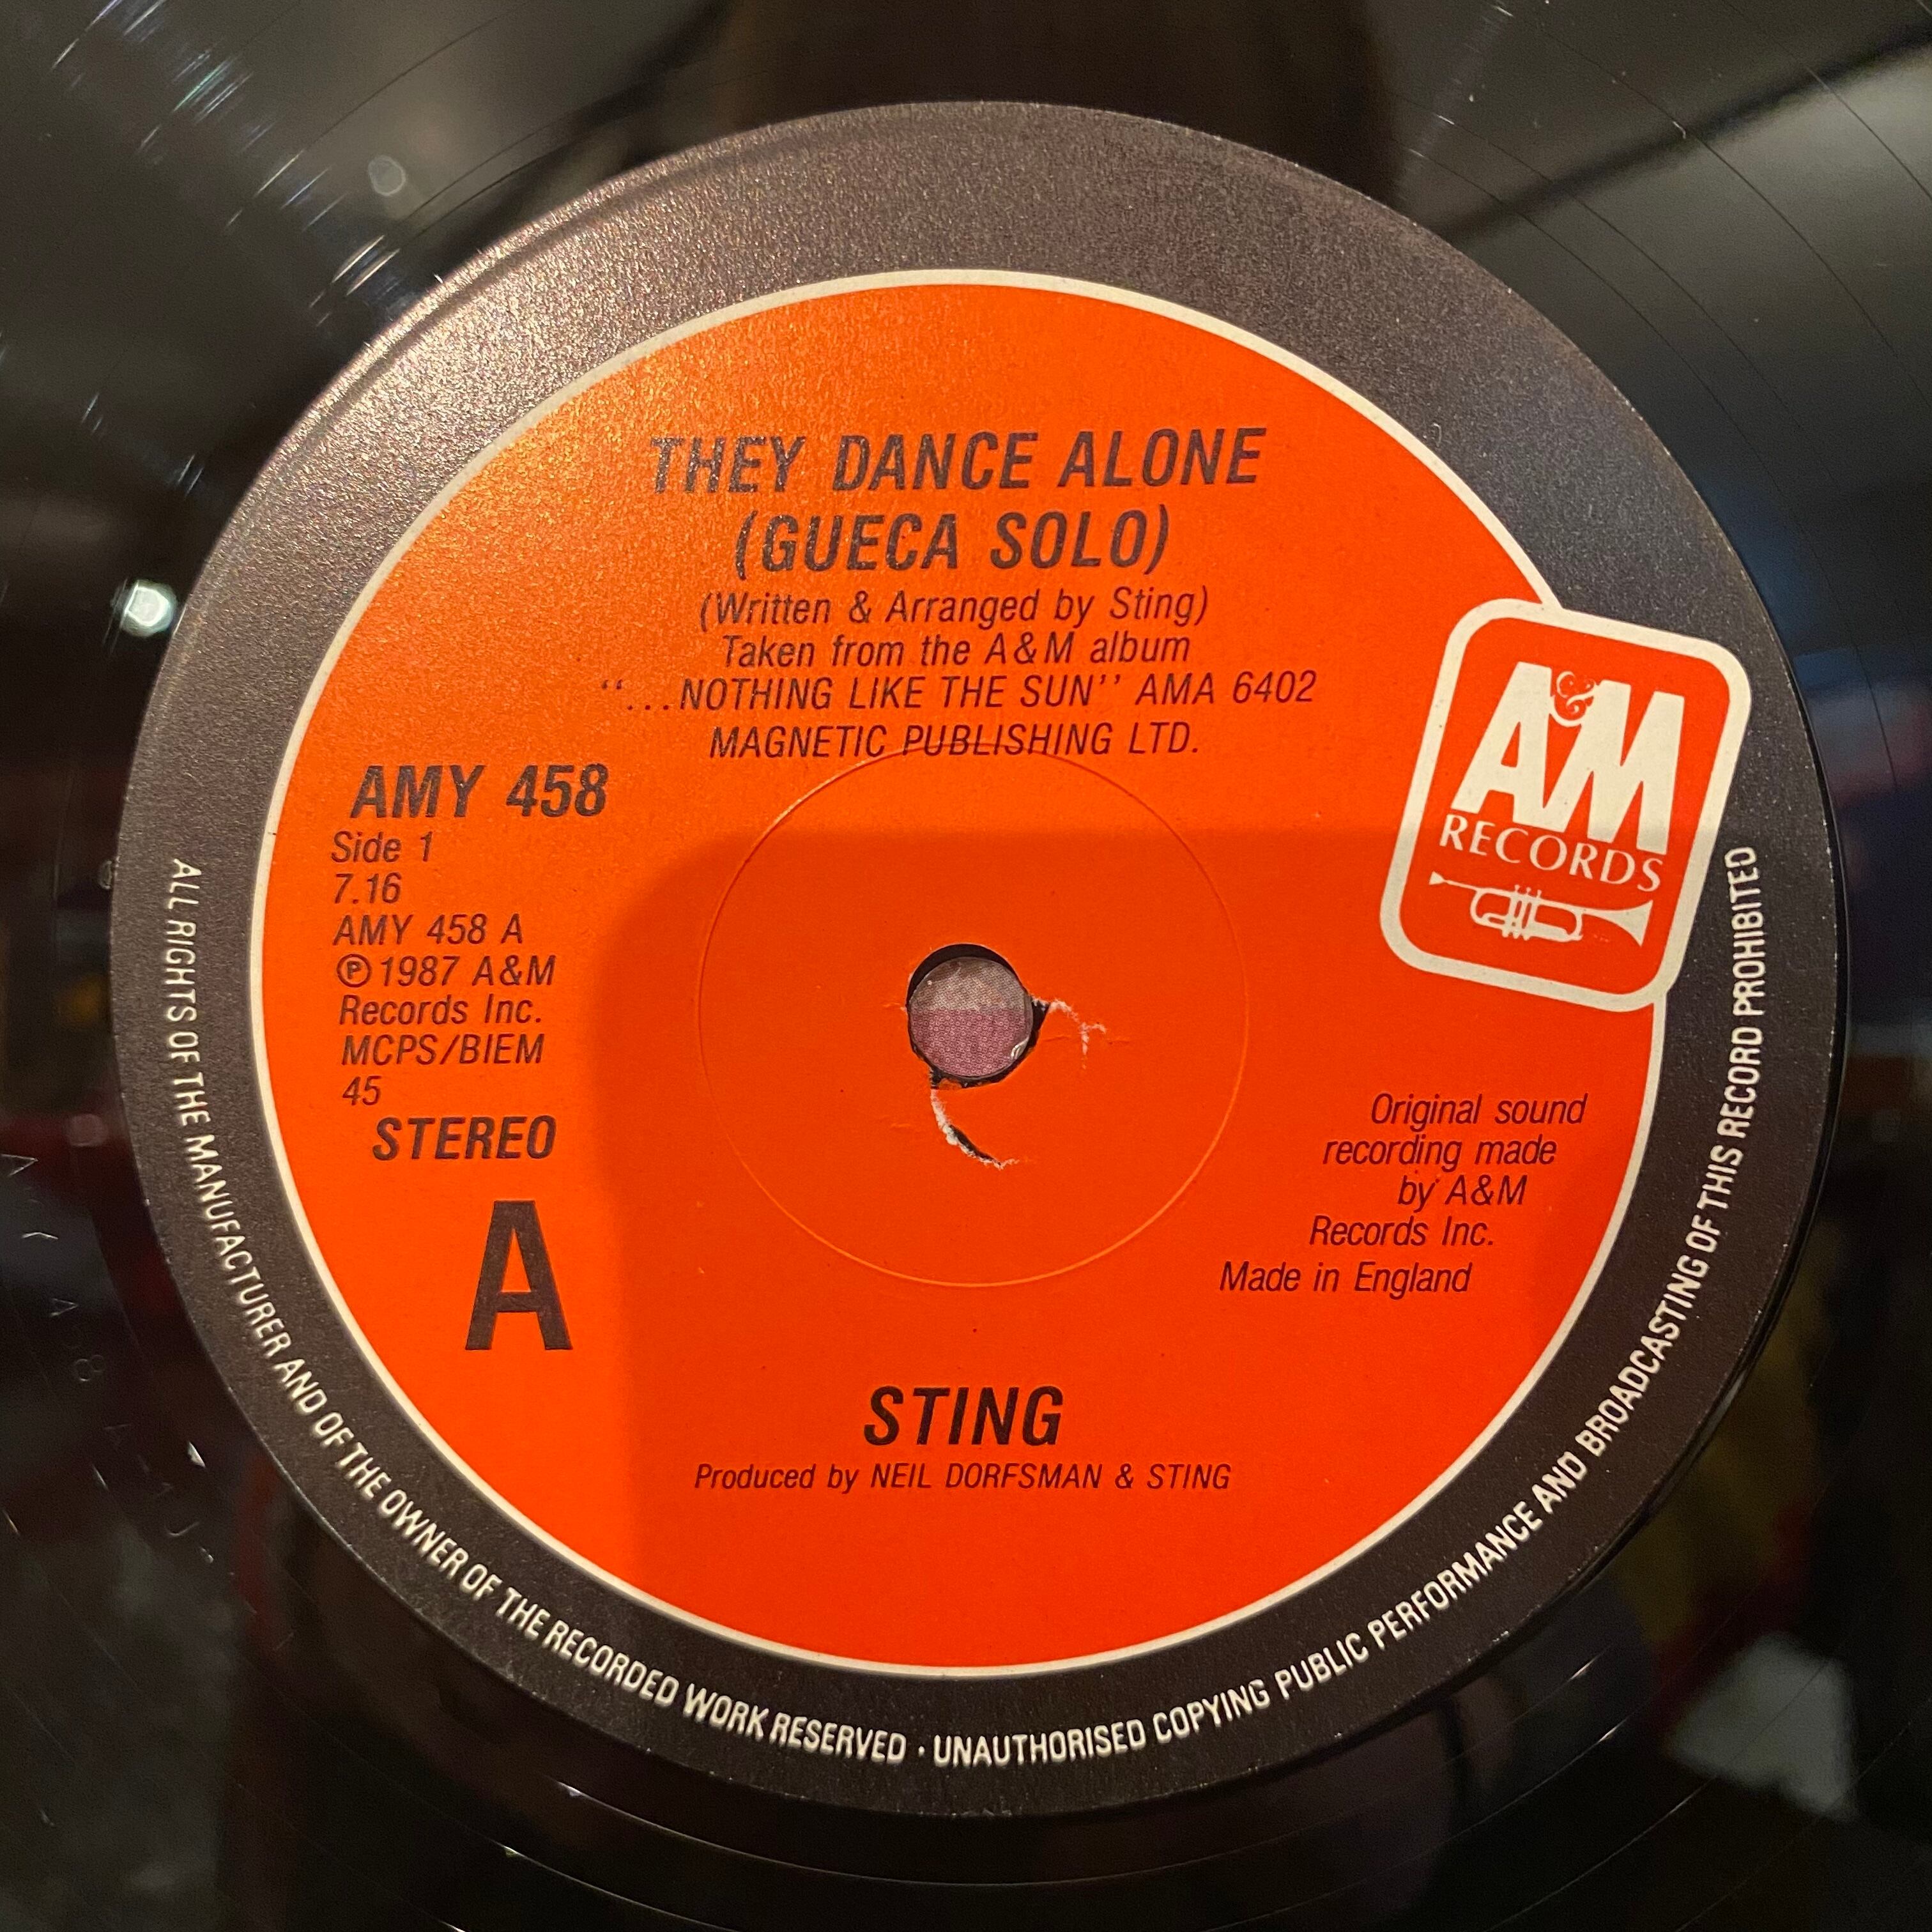 THEY DANCE ALONE
(GUECA SOLO)
(Written & Arranged by Sting)
Taken from the A&M album
“...NOTHING LIKE THE SUN” AMA 6402
MAGNETIC PUBLISHING LTD.
AMY 458
Side 1
7.16
AMY 458 A
℗1987 A&M
Records Inc.
MCPS/BIEM
45
STEREO
A
A&M
RECORDS
Original sound
recording made
by A&M
Records Inc.
Made in England
STING
Produced by NEIL DORFSMAN & STING
ALL RIGHTS OF THE MANUFACTURER AND OF THE OWNER OF THE RECORDED WORK RESERVED · UNAUTHORISED COPYING PUBLIC PERFORMANCE AND BROADCASTING OF THIS RECORD PROHIBITED